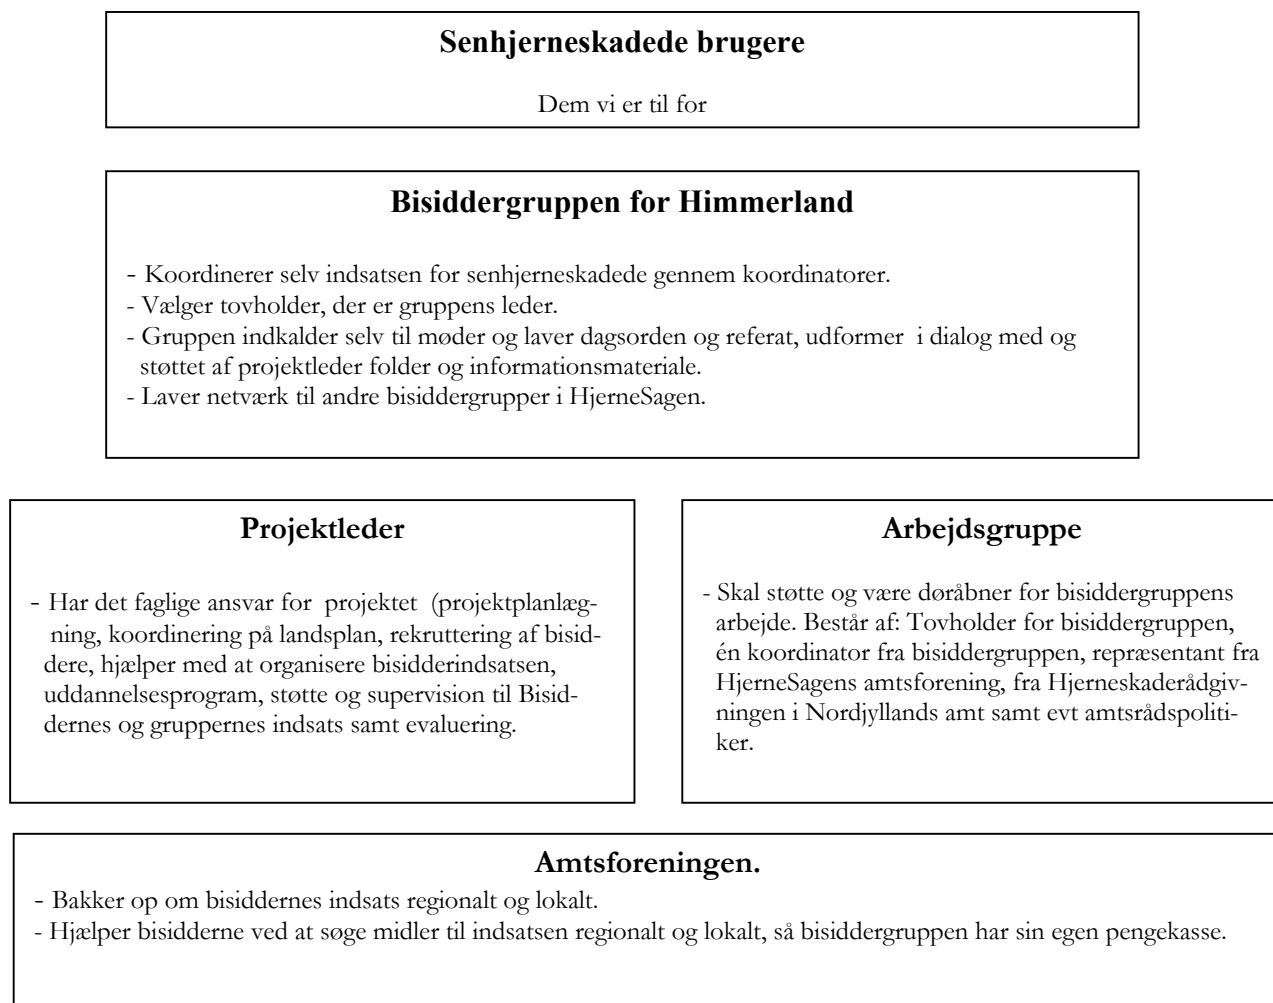 Senhjerneskadede brugere
Dem vi er til for
Bisiddergruppen for Himmerland
- Koordinerer selv indsatsen for senhjerneskadede gennem koordinatorer.
- Vælger tovholder, der er gruppens leder.
- Gruppen indkalder selv til møder og laver dagsorden og referat, udformer i dialog med og
støttet af projektleder folder og informationsmateriale.
- Laver netværk til andre bisiddergrupper i HjerneSagen.
Projektleder
- Har det faglige ansvar for projektet (projektplanlæg-
ning, koordinering på landsplan, rekruttering af bisid-
dere, hjælper med at organisere bisidderindsatsen,
uddannelsesprogram, støtte og supervision til Bisid-
dernes og gruppernes indsats samt evaluering.
Arbejdsgruppe
- Skal støtte og være døråbner for bisiddergruppens
arbejde. Består af: Tovholder for bisiddergruppen,
én koordinator fra bisiddergruppen, repræsentant fra
HjerneSagens amtsforening, fra Hjerneskaderådgiv-
ningen i Nordjyllands amt samt evt amtsrådspoliti-
ker.
Amtsforeningen.
- Bakker op om bisiddernes indsats regionalt og lokalt.
- Hjælper bisidderne ved at søge midler til indsatsen regionalt og lokalt, så bisiddergruppen har sin egen pengekasse.